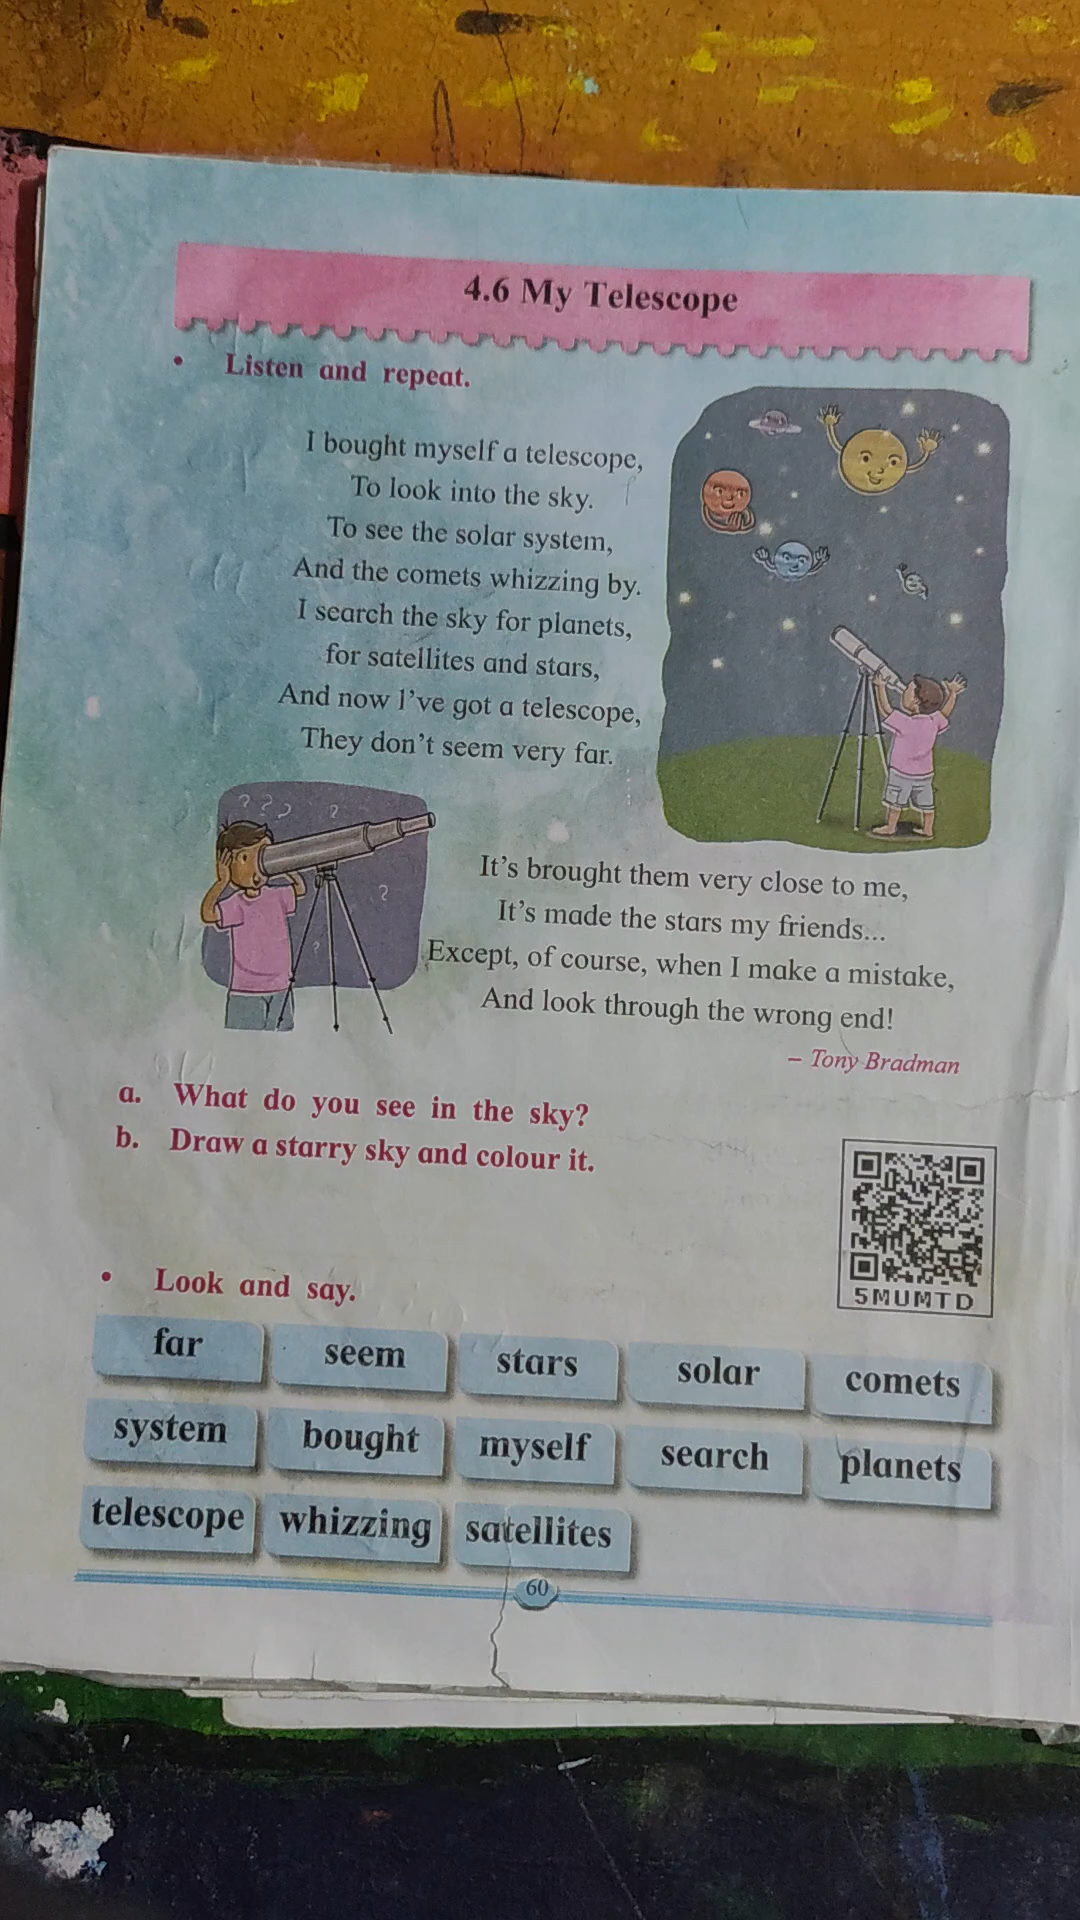 4.6 My Telescope
• Listen and repeat.
I bought myself a telescope,
To look into the sky.
To see the solar system,
And the comets whizzing by.
I search the sky for planets,
for satellites and stars,
And now I've got a telescope,
They don't seem very far.
? ? ? ?
?
?
It's brought them very close to me,
It's made the stars my friends...
Except, of course, when I make a mistake,
And look through the wrong end!
– Tony Bradman
a. What do you see in the sky?
b. Draw a starry sky and colour it.
5MUMTD
• Look and say.
far seem stars solar comets
system bought myself search planets
telescope whizzing satellites
60